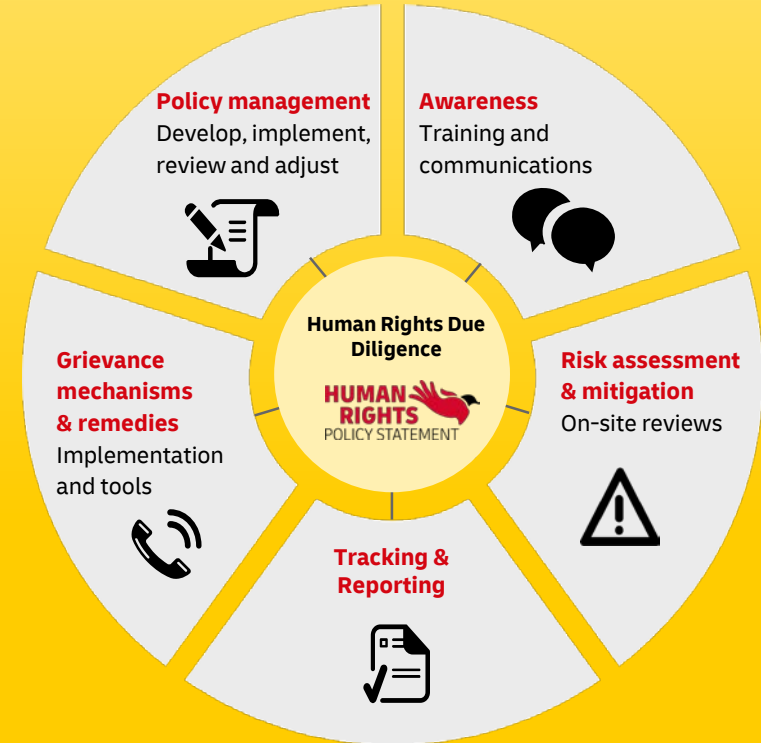 Policy management
Develop, implement,
review and adjust
Awareness
Training and
communications
Human Rights Due
Diligence
HUMAN
RIGHTS
POLICY STATEMENT
Risk assessment
& mitigation
On-site reviews
Grievance
mechanisms
& remedies
Implementation
and tools
Tracking &
Reporting